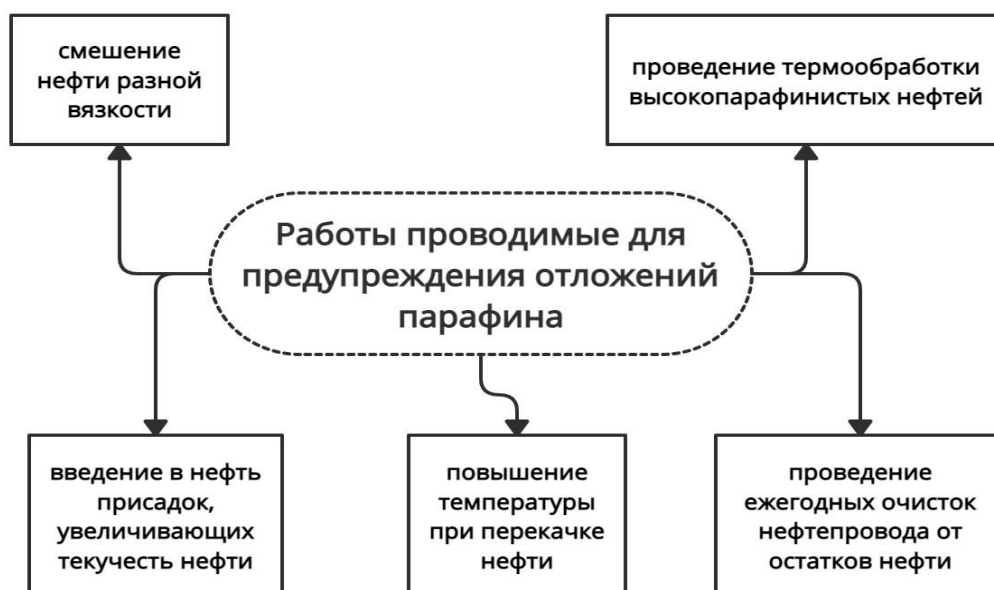 смешение
нефти разной
вязкости
проведение термообработки
высокопарафинистых нефтей
Работы проводимые для
предупреждения отложений
парафина
введение в нефть
присадок,
увеличивающих
текучесть нефти
повышение
температуры
при перекачке
нефти
проведение
ежегодных очисток
нефтепровода от
остатков нефти